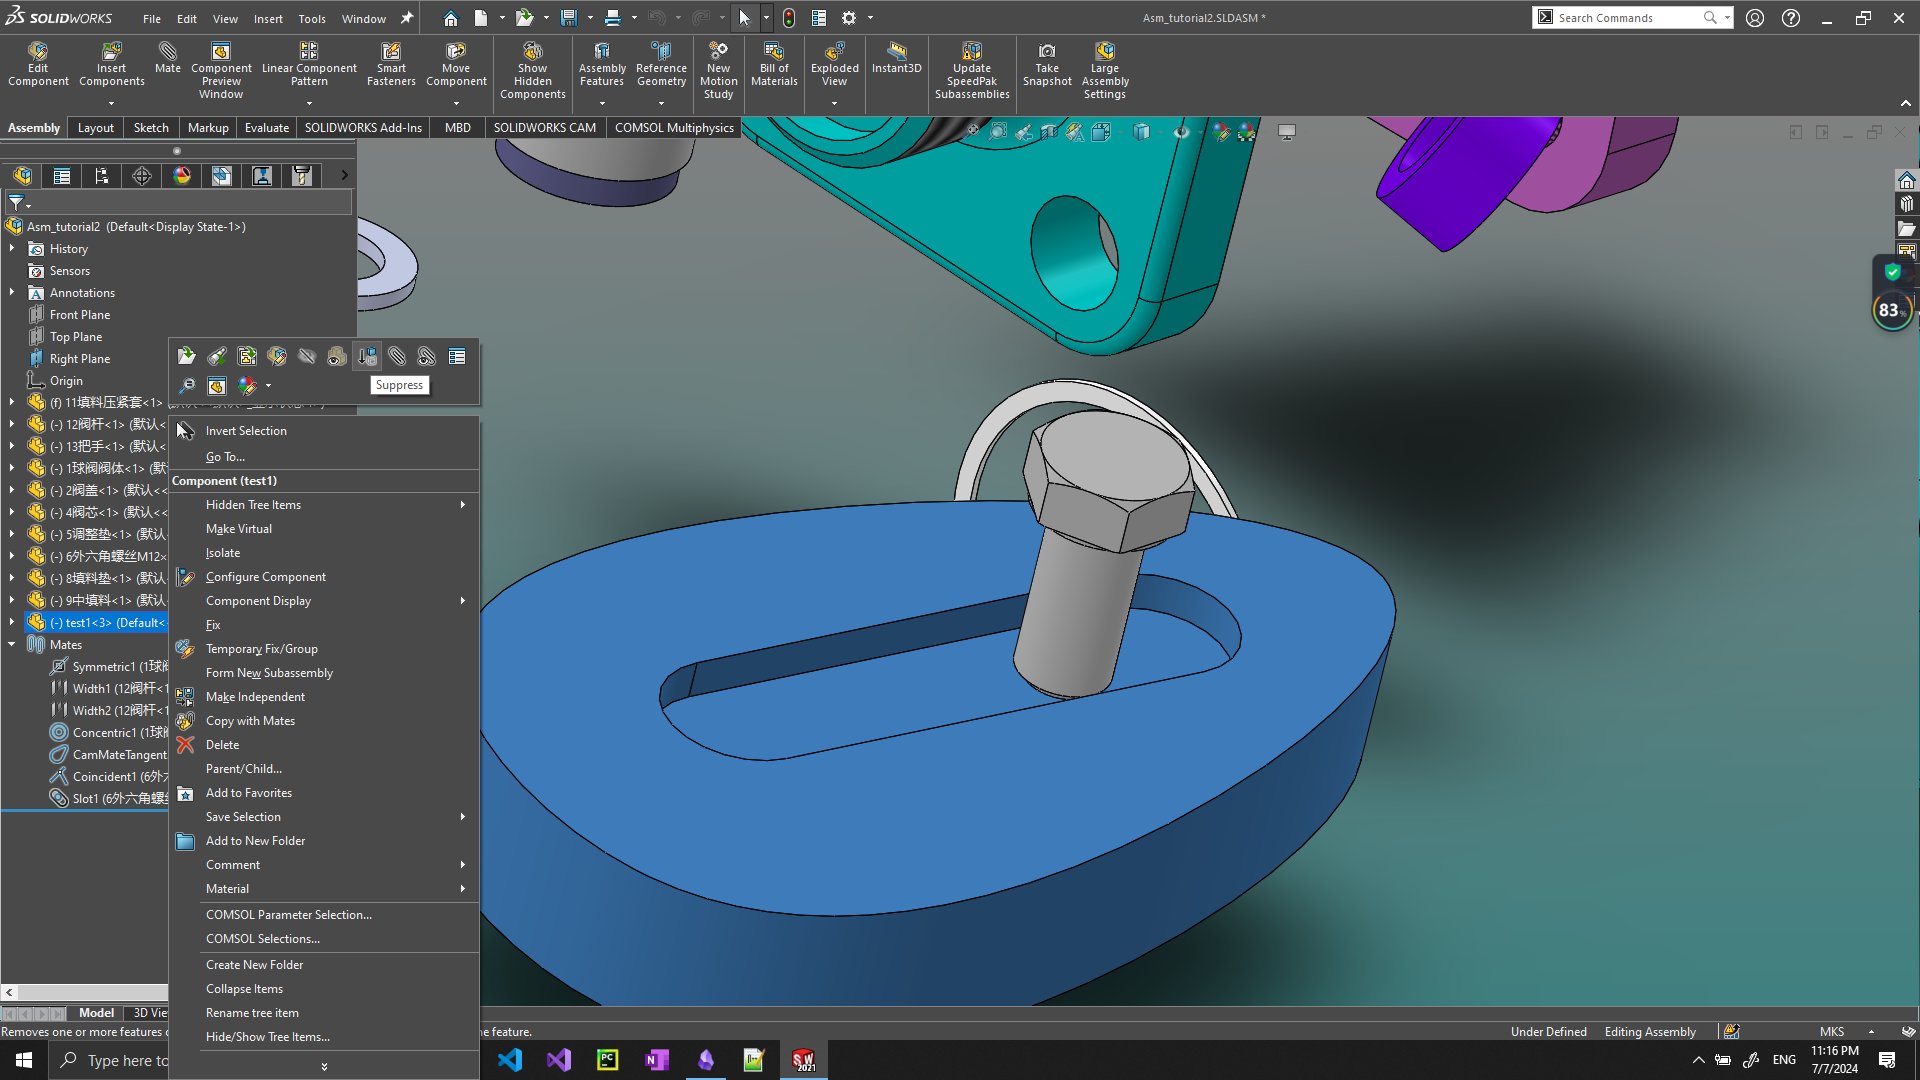 SOLIDWORKS File Edit View Insert Tools Window Asm_tutorial2.SLDASM * Search Commands
Edit Component
Insert Components
Mate
Component Preview Window
Linear Component Pattern
Smart Fasteners
Move Component
Show Hidden Components
Assembly Features
Reference Geometry
New Motion Study
Bill of Materials
Exploded View
Instant3D
Update SpeedPak Subassemblies
Take Snapshot
Large Assembly Settings
Assembly Layout Sketch Markup Evaluate SOLIDWORKS Add-Ins MBD SOLIDWORKS CAM COMSOL Multiphysics
Asm_tutorial2 (Default<Display State-1>)
History
Sensors
Annotations
Front Plane
Top Plane
Right Plane
Origin
(f) 11填料压紧套<1>
(-) 12阀杆<1> (默认<
(-) 13把手<1> (默认<
(-) 1球阀阀体<1> (默
(-) 2阀盖<1> (默认<<
(-) 4阀芯<1> (默认<<
(-) 5调整垫<1> (默认
(-) 6外六角螺丝M12×
(-) 8填料垫<1> (默认
(-) 9中填料<1> (默认
(-) test1<3> (Default<
Mates
Symmetric1 (1球阀
Width1 (12阀杆<1
Width2 (12阀杆<1
Concentric1 (1球阀
CamMateTangent
Coincident1 (6外六
Slot1 (6外六角螺丝
Suppress
Invert Selection
Go To...
Component (test1)
Hidden Tree Items
Make Virtual
Isolate
Configure Component
Component Display
Fix
Temporary Fix/Group
Form New Subassembly
Make Independent
Copy with Mates
Delete
Parent/Child...
Add to Favorites
Save Selection
Add to New Folder
Comment
Material
COMSOL Parameter Selection...
COMSOL Selections...
Create New Folder
Collapse Items
Rename tree item
Hide/Show Tree Items...
83%
Model 3D Vie
Removes one or more features
e feature.
Under Defined Editing Assembly MKS
Type here to
PC
N
SW 2021
ENG
11:16 PM
7/7/2024